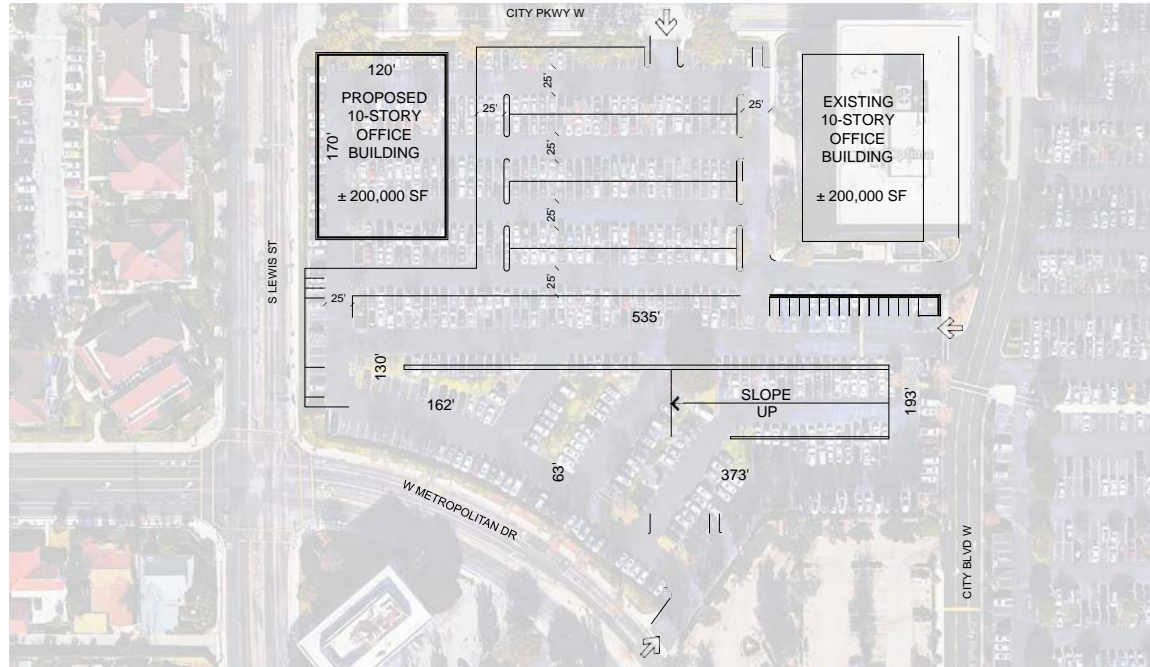 CITY PKWY W
120'
PROPOSED
10-STORY
OFFICE
BUILDING
± 200,000 SF
170'
25'
25'
25'
25'
25'
25'
25'
EXISTING
10-STORY
OFFICE
BUILDING
± 200,000 SF
S LEWIS ST
535'
130'
162'
SLOPE
UP
193'
63'
373'
W METROPOLITAN DR
CITY BLVD W